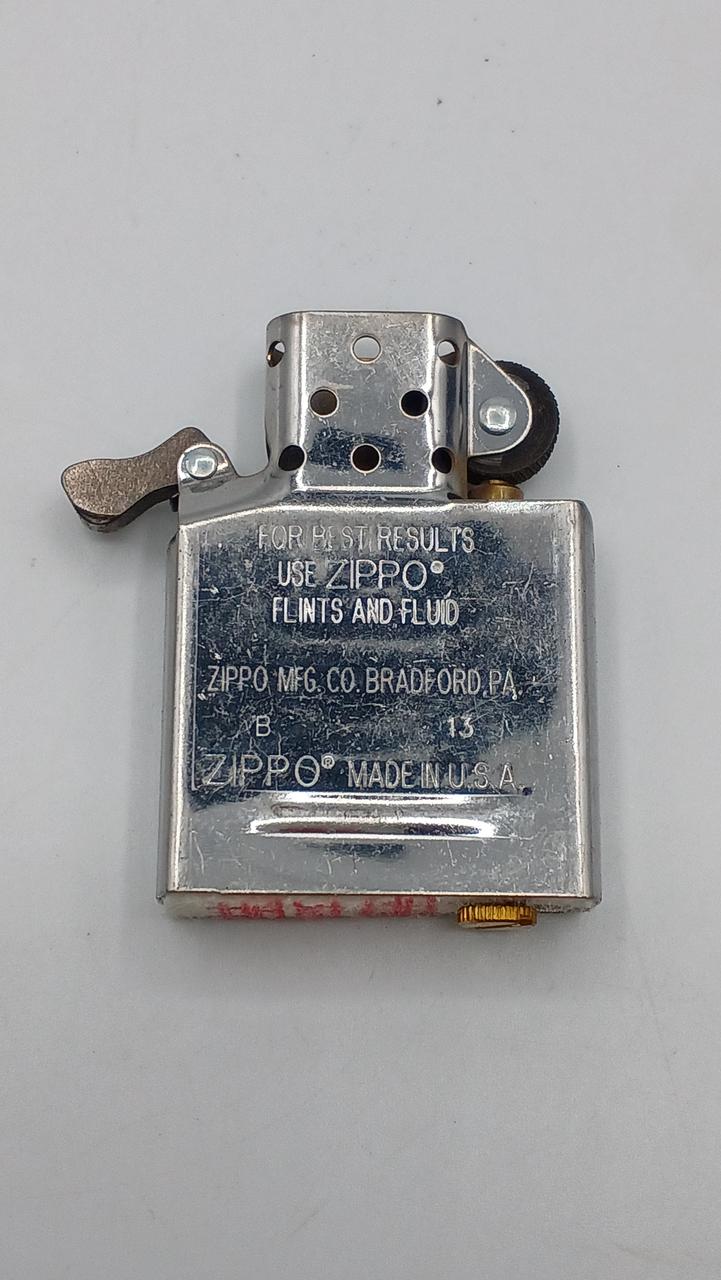 FOR BEST RESULTS
USE ZIPPO®
FLINTS AND FLUID
ZIPPO MFG. CO. BRADFORD, PA.
B 13
ZIPPO® MADE IN U.S.A.